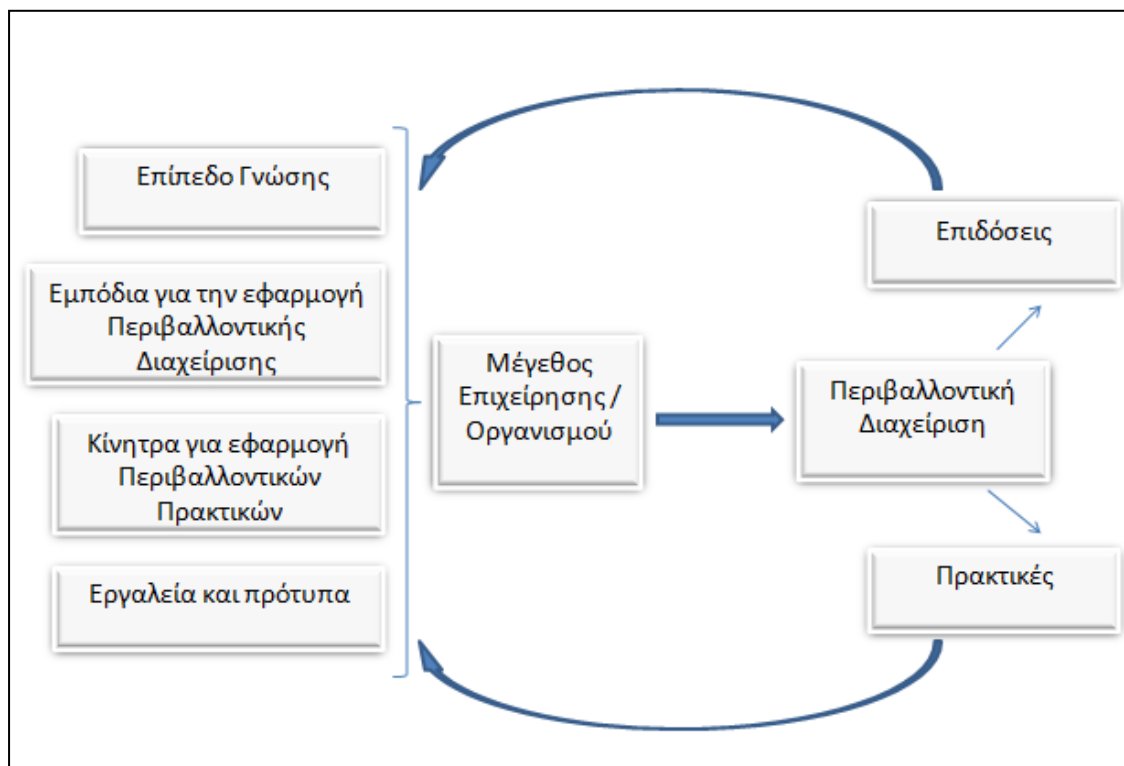 Επίπεδο Γνώσης
Εμπόδια για την εφαρμογή
Περιβαλλοντικής
Διαχείρισης
Κίνητρα για εφαρμογή
Περιβαλλοντικών
Πρακτικών
Εργαλεία και πρότυπα
Μέγεθος
Επιχείρησης /
Οργανισμού
Επιδόσεις
Περιβαλλοντική
Διαχείριση
Πρακτικές